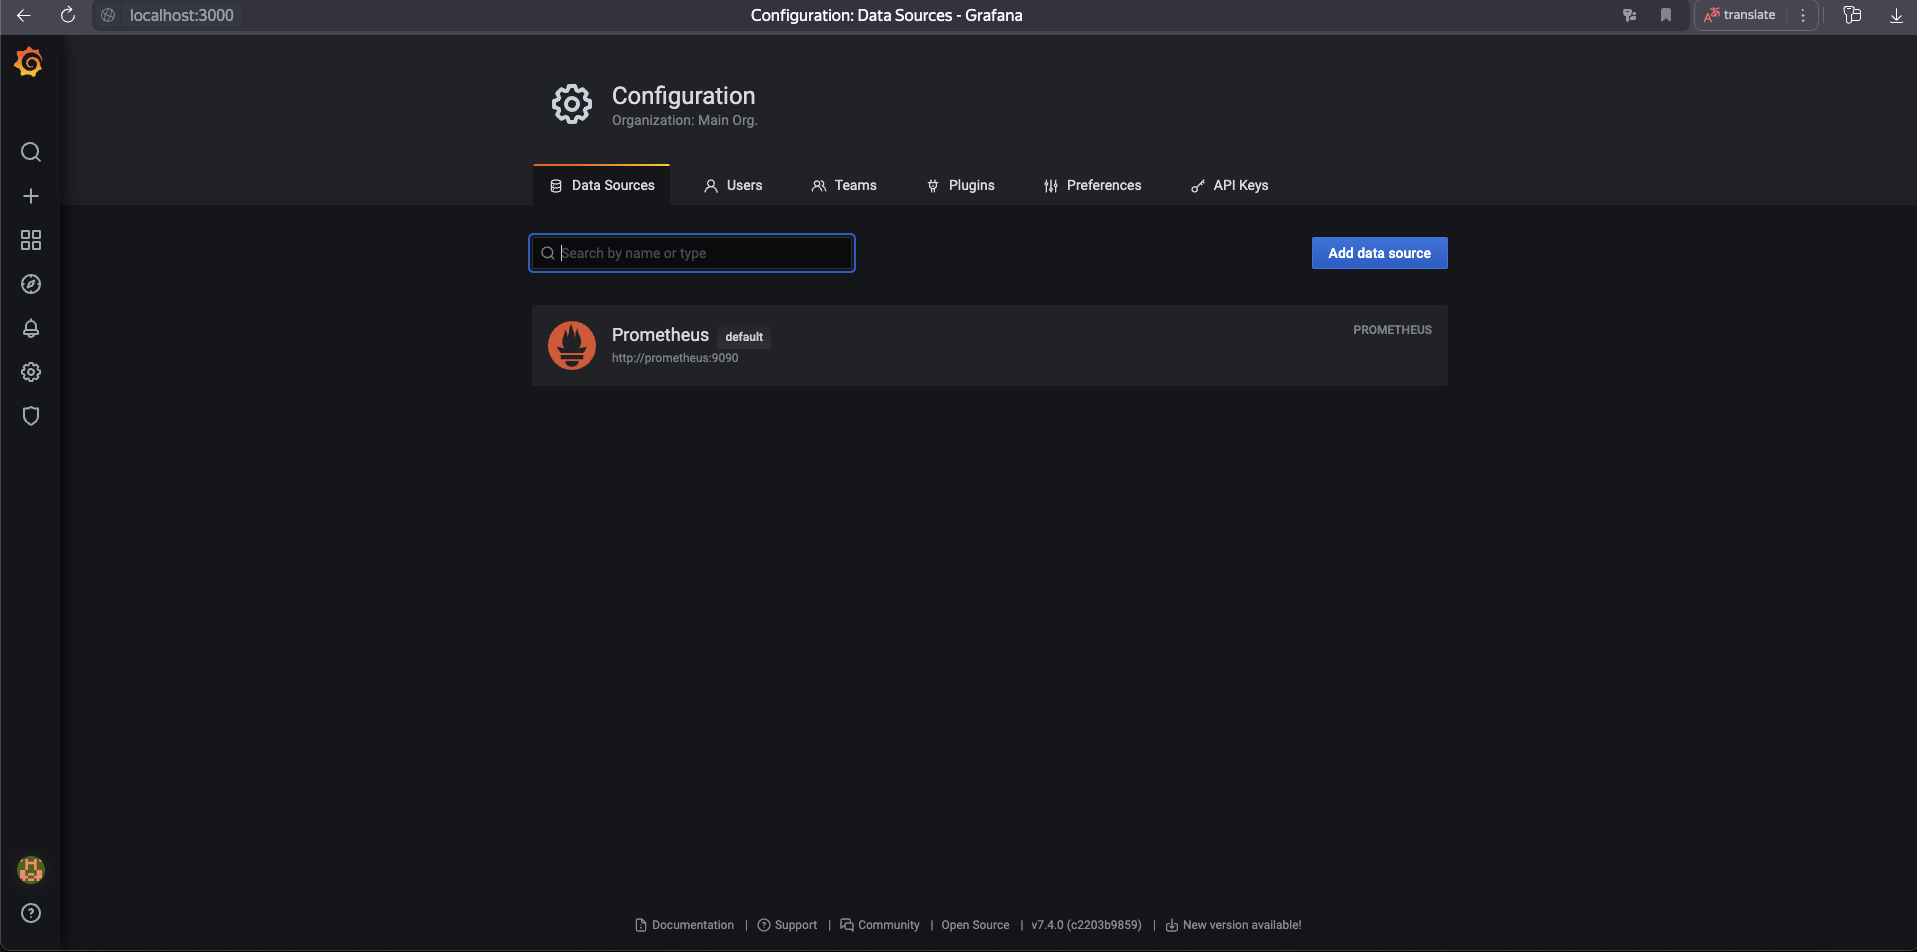 localhost:3000
Configuration: Data Sources - Grafana
translate
Configuration
Organization: Main Org.
Data Sources
Users
Teams
Plugins
Preferences
API Keys
Search by name or type
Add data source
Prometheus default
PROMETHEUS
http://prometheus:9090
Documentation | Support | Community | Open Source | v7.4.0 (c2203b9859) | New version available!